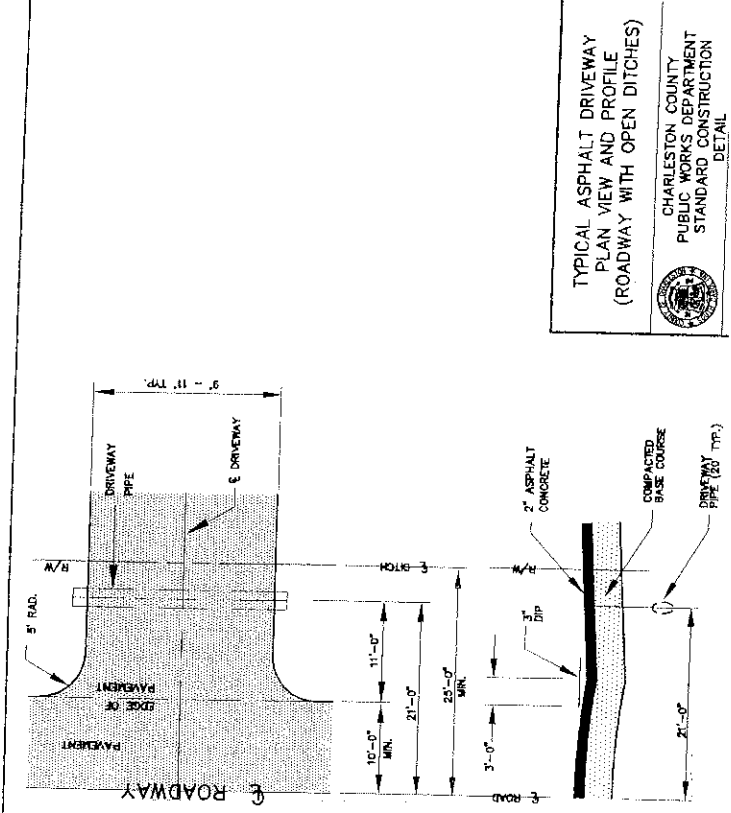 9' - 11' TYP.
DRIVEWAY
PIPE
℄ DRIVEWAY
R/W
5' RAD.
EDGE OF
PAVEMENT
PAVEMENT
℄ ROADWAY
℄ DITCH
11'-0"
21'-0"
25'-0"
MIN.
10'-0"
MIN.
2" ASPHALT
CONCRETE
R/W
COMPACTED
BASE COURSE
DRIVEWAY
PIPE (20' TYP.)
3"
DIP
3'-0"
21'-0"
℄ ROAD
TYPICAL ASPHALT DRIVEWAY
PLAN VIEW AND PROFILE
(ROADWAY WITH OPEN DITCHES)
CHARLESTON COUNTY
PUBLIC WORKS DEPARTMENT
STANDARD CONSTRUCTION
DETAIL